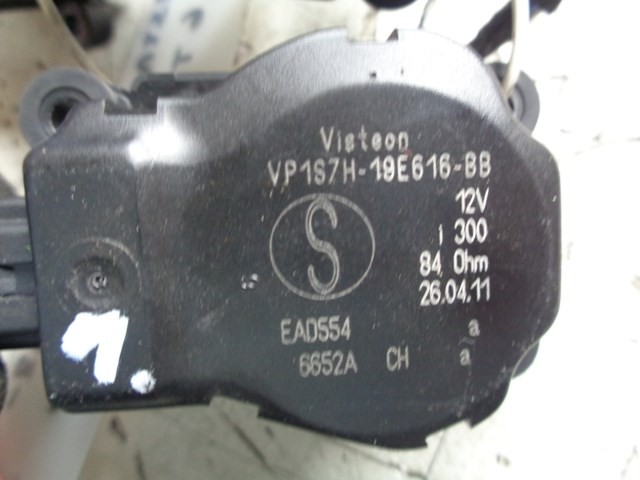 Visteon
VP1S7H-19E616-BB
12V
i 300
84 Ohm
26.04.11
S
EAD554 a
6652A CH a
1.